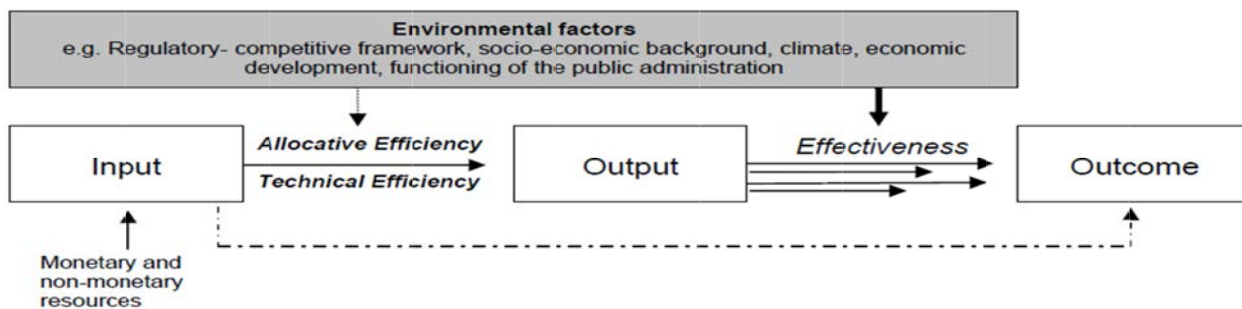 Environmental factors
e.g. Regulatory- competitive framework, socio-economic background, climate, economic
development, functioning of the public administration
Input
Allocative Efficiency
Technical Efficiency
Output
Effectiveness
Outcome
Monetary and
non-monetary
resources